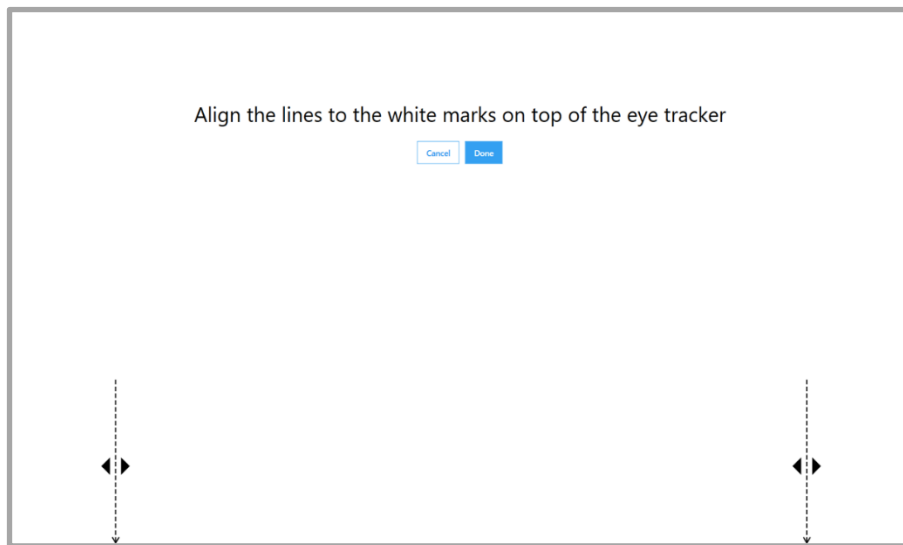 Align the lines to the white marks on top of the eye tracker
Cancel Done